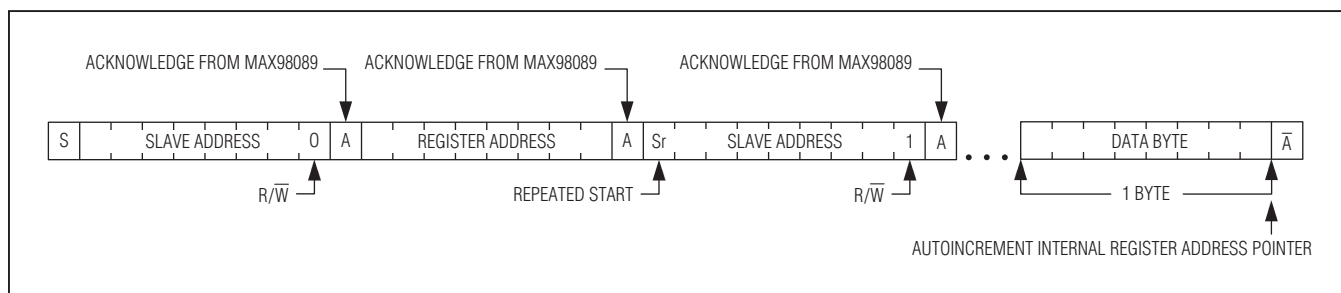 ACKNOWLEDGE FROM MAX98089 ACKNOWLEDGE FROM MAX98089 ACKNOWLEDGE FROM MAX98089
S SLAVE ADDRESS 0 A REGISTER ADDRESS A Sr SLAVE ADDRESS 1 A ... DATA BYTE A̅
R/W̅ REPEATED START R/W̅ 1 BYTE
AUTOINCREMENT INTERNAL REGISTER ADDRESS POINTER